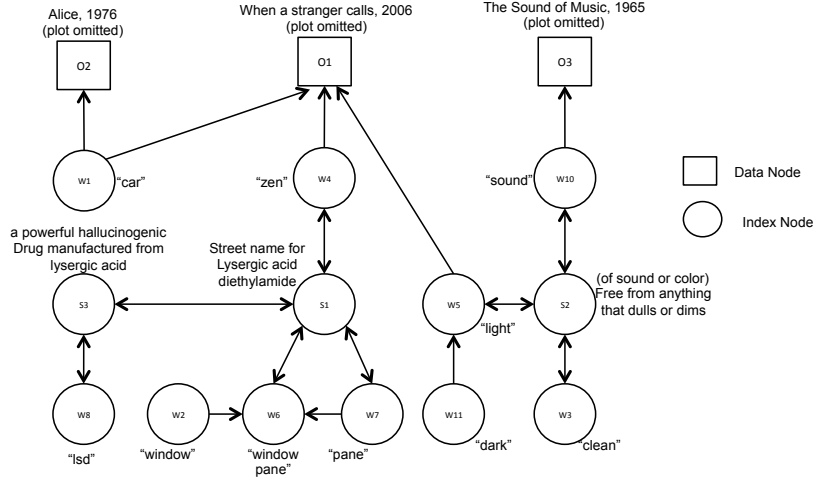 Alice, 1976
(plot omitted)
When a stranger calls, 2006
(plot omitted)
The Sound of Music, 1965
(plot omitted)
O2
O1
O3
W1
"car"
"zen"
W4
"sound"
W10
Data Node
Index Node
a powerful hallucinogenic
Drug manufactured from
lysergic acid
Street name for
Lysergic acid
diethylamide
(of sound or color)
Free from anything
that dulls or dims
S3
S1
W5
S2
"light"
W8
W2
W6
W7
W11
W3
"lsd"
"window"
"window
pane"
"pane"
"dark"
"clean"